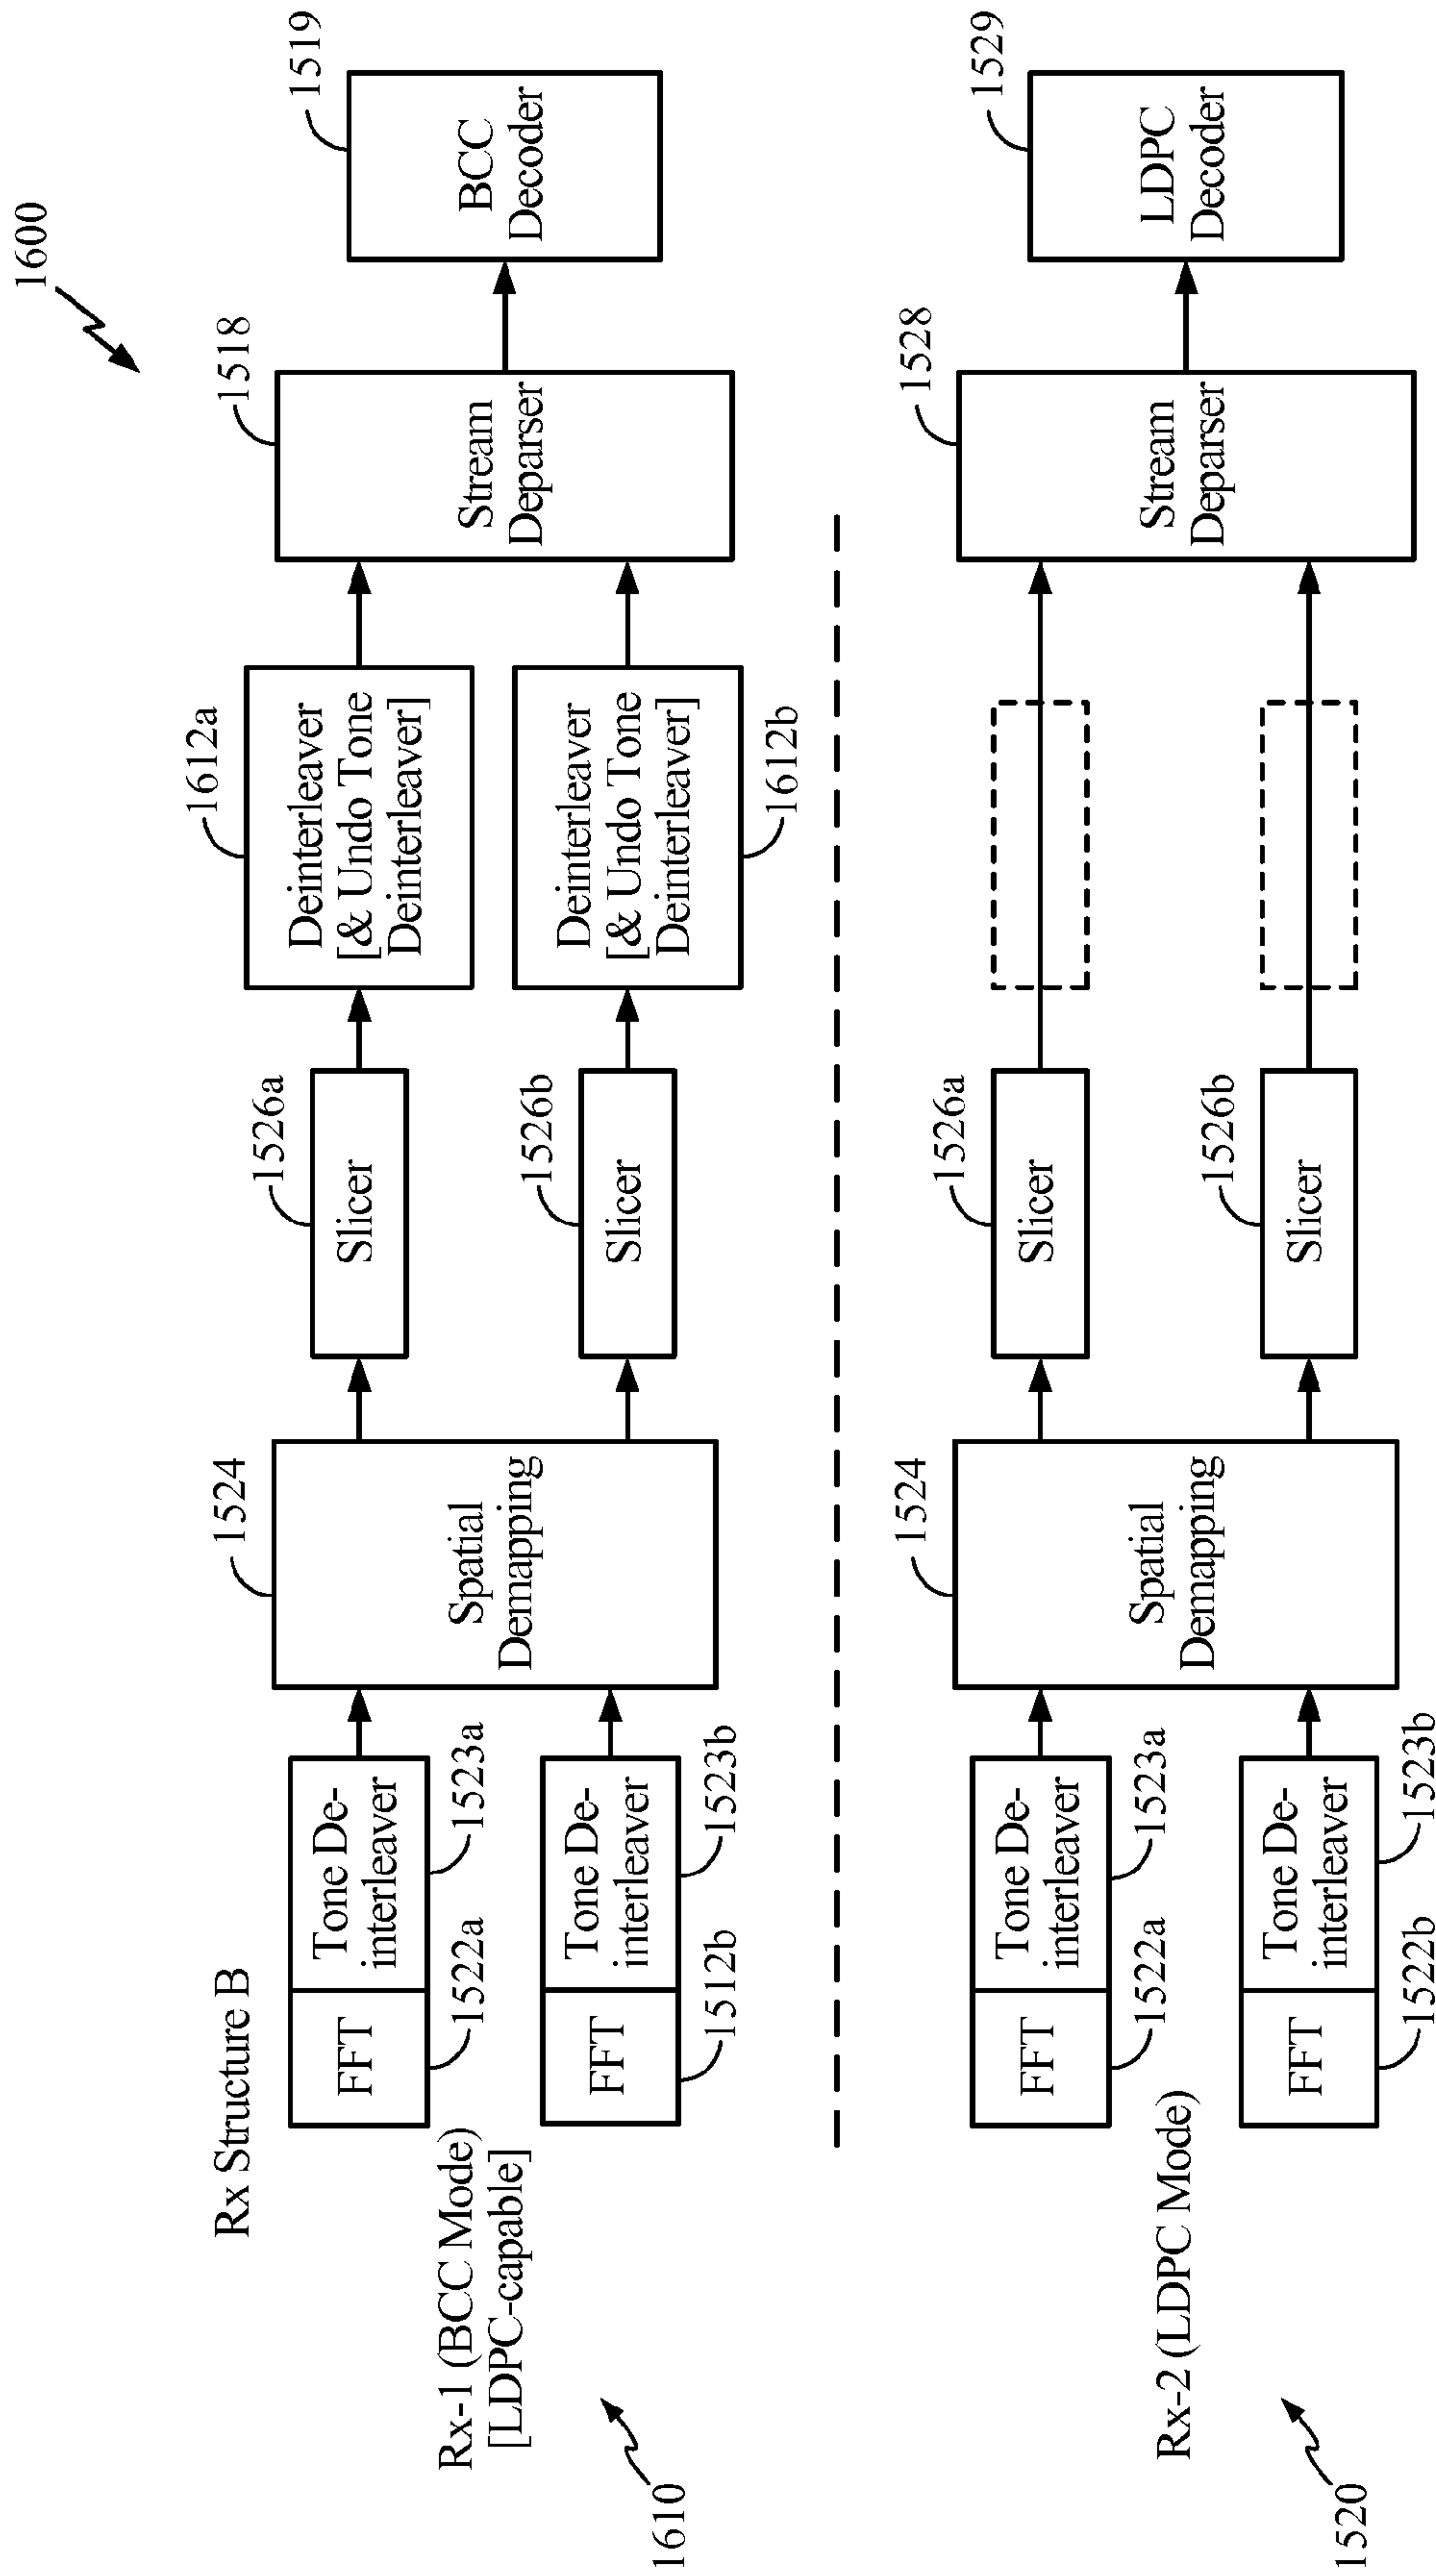 1600
Rx Structure B
Rx-1 (BCC Mode)
[LDPC-capable]
1610
FFT
Tone De-
interleaver
1522a
1523a
FFT
Tone De-
interleaver
1512b
1523b
Spatial
Demapping
1524
Slicer
1526a
Slicer
1526b
Deinterleaver
[& Undo Tone
Deinterleaver]
1612a
Deinterleaver
[& Undo Tone
Deinterleaver]
1612b
Stream
Deparser
1518
BCC
Decoder
1519
Rx-2 (LDPC Mode)
1520
FFT
Tone De-
interleaver
1522a
1523a
FFT
Tone De-
interleaver
1522b
1523b
Spatial
Demapping
1524
Slicer
1526a
Slicer
1526b
Stream
Deparser
1528
LDPC
Decoder
1529